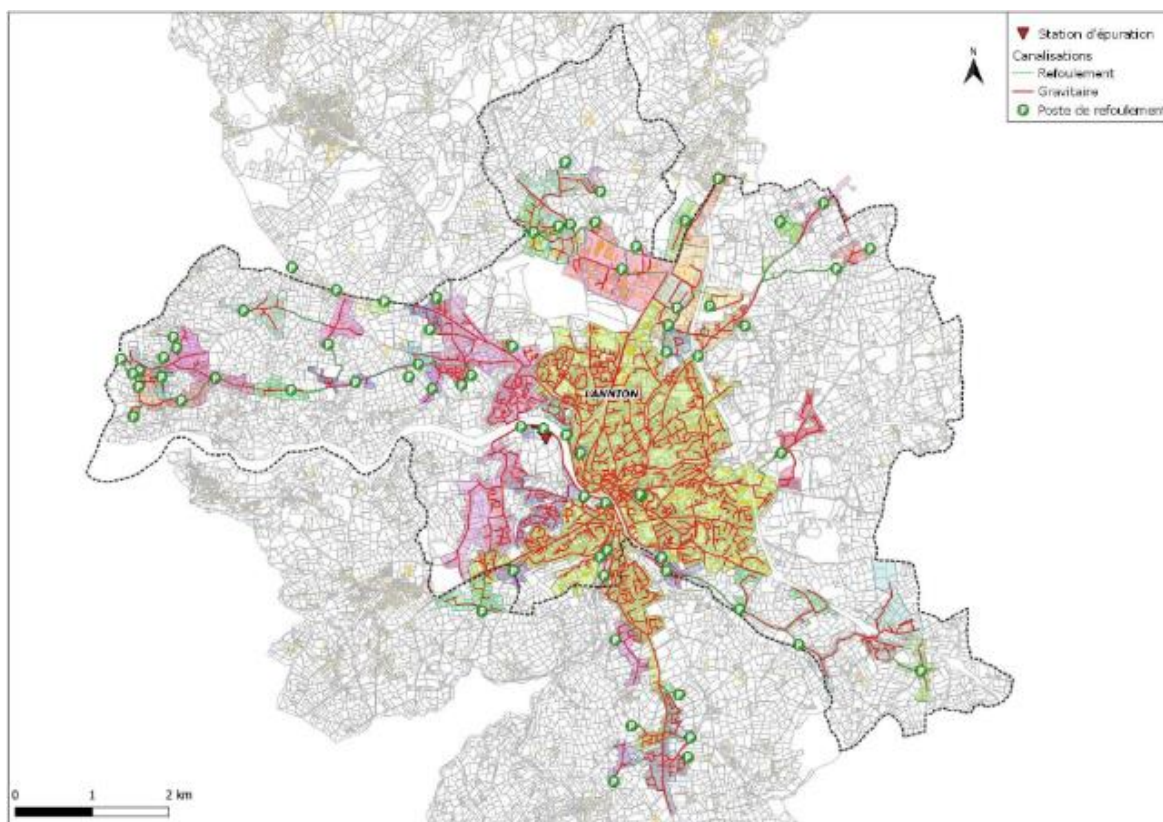 Station d'épuration
Canalisations
Refoulement
Gravitaire
Poste de refoulement
N
LANNION
0 1 2 km